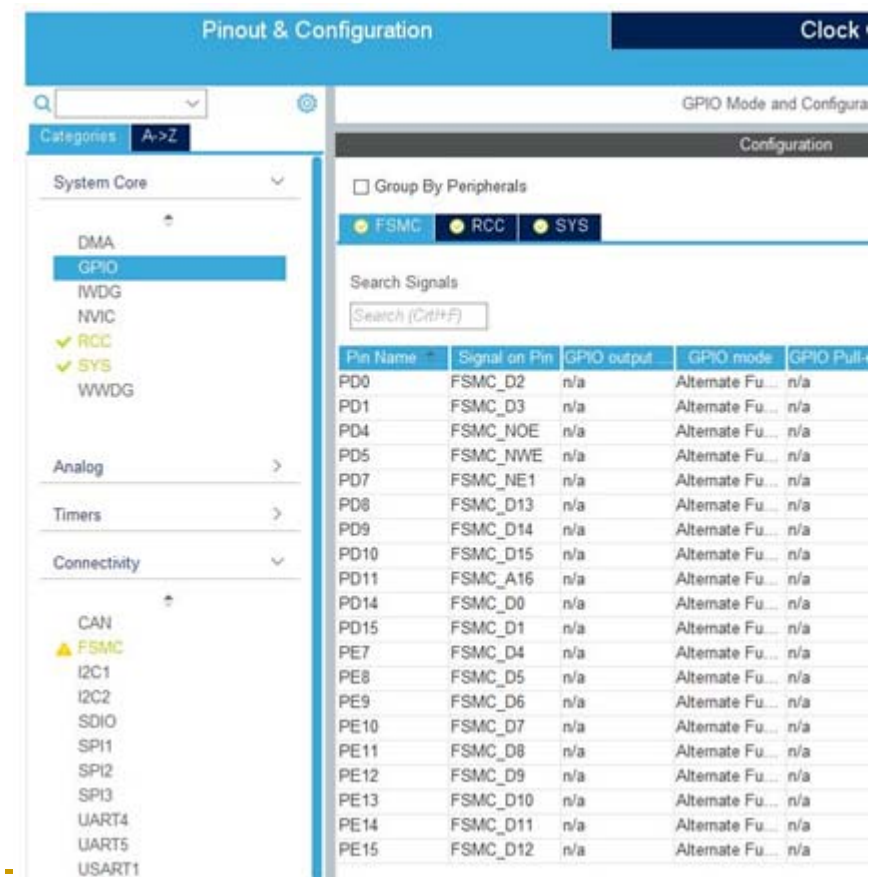 Pinout & Configuration
Clock
GPIO Mode and Configura
Categories A->Z
Configuration
System Core
Group By Peripherals
FSMC RCC SYS
DMA
GPIO
IWDG
NVIC
RCC
SYS
WWDG
Search Signals
Search (Crtl+F)
Analog
Timers
Connectivity
CAN
FSMC
I2C1
I2C2
SDIO
SPI1
SPI2
SPI3
UART4
UART5
USART1
Pin Name Signal on Pin GPIO output ... GPIO mode GPIO Pull-
PD0 FSMC_D2 n/a Alternate Fu... n/a
PD1 FSMC_D3 n/a Alternate Fu... n/a
PD4 FSMC_NOE n/a Alternate Fu... n/a
PD5 FSMC_NWE n/a Alternate Fu... n/a
PD7 FSMC_NE1 n/a Alternate Fu... n/a
PD8 FSMC_D13 n/a Alternate Fu... n/a
PD9 FSMC_D14 n/a Alternate Fu... n/a
PD10 FSMC_D15 n/a Alternate Fu... n/a
PD11 FSMC_A16 n/a Alternate Fu... n/a
PD14 FSMC_D0 n/a Alternate Fu... n/a
PD15 FSMC_D1 n/a Alternate Fu... n/a
PE7 FSMC_D4 n/a Alternate Fu... n/a
PE8 FSMC_D5 n/a Alternate Fu... n/a
PE9 FSMC_D6 n/a Alternate Fu... n/a
PE10 FSMC_D7 n/a Alternate Fu... n/a
PE11 FSMC_D8 n/a Alternate Fu... n/a
PE12 FSMC_D9 n/a Alternate Fu... n/a
PE13 FSMC_D10 n/a Alternate Fu... n/a
PE14 FSMC_D11 n/a Alternate Fu... n/a
PE15 FSMC_D12 n/a Alternate Fu... n/a